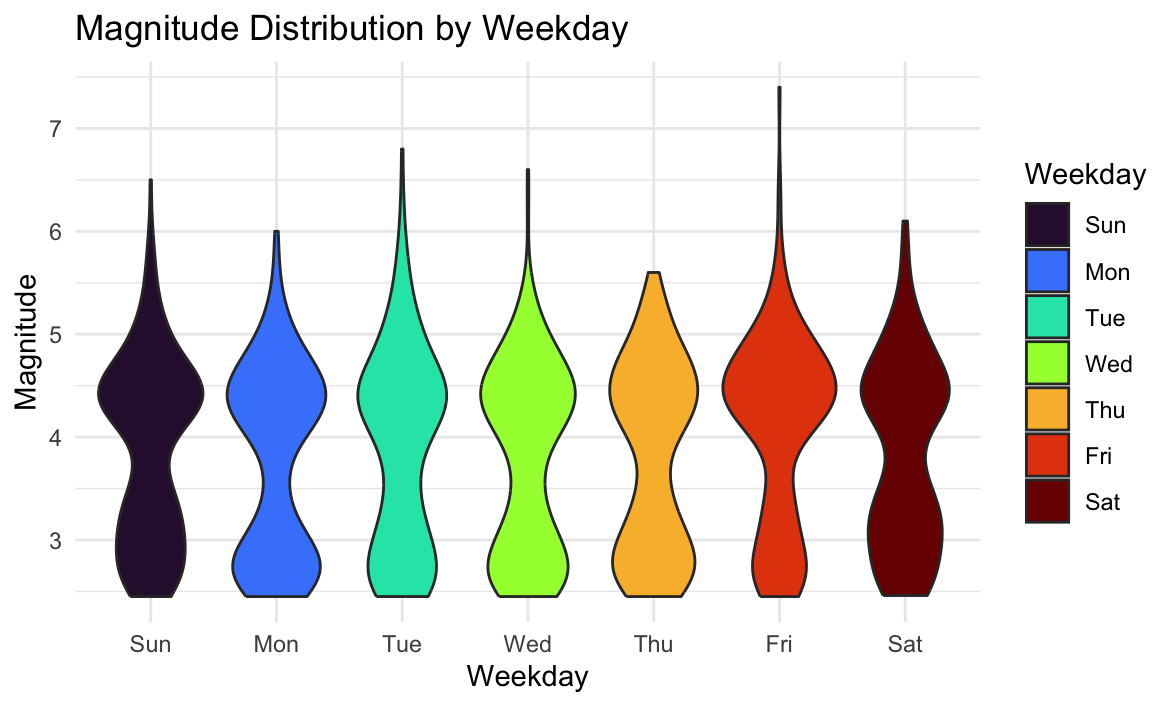 Magnitude Distribution by Weekday
Magnitude
7
6
5
4
3
Sun Mon Tue Wed Thu Fri Sat
Weekday
Weekday
Sun
Mon
Tue
Wed
Thu
Fri
Sat